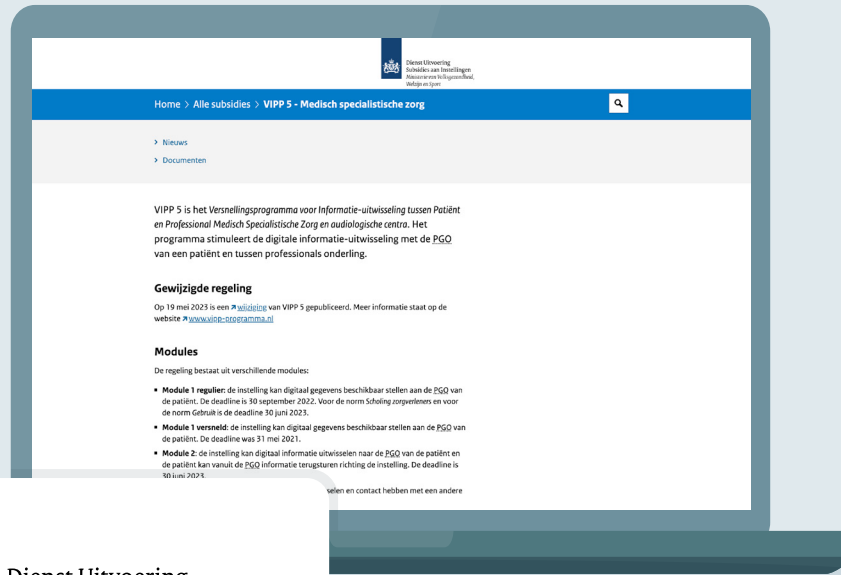 Dienst Uitvoering
Subsidies aan Instellingen
Ministerie van Volksgezondheid,
Welzijn en Sport
Home > Alle subsidies > VIPP 5 - Medisch specialistische zorg
> Nieuws
> Documenten
VIPP 5 is het Versnellingsprogramma voor Informatie-uitwisseling tussen Patiënt
en Professional Medisch Specialistische Zorg en audiologische centra. Het
programma stimuleert de digitale informatie-uitwisseling met de PGO
van een patiënt en tussen professionals onderling.
Gewijzigde regeling
Op 19 mei 2023 is een wijziging van VIPP 5 gepubliceerd. Meer informatie staat op de
website www.vipp-programma.nl
Modules
De regeling bestaat uit verschillende modules:
▪ Module 1 regulier: de instelling kan digitaal gegevens beschikbaar stellen aan de PGO van
de patiënt. De deadline is 30 september 2022. Voor de norm Scholing zorgverleners en voor
de norm Gebruik is de deadline 30 juni 2023.
▪ Module 1 versneld: de instelling kan digitaal gegevens beschikbaar stellen aan de PGO van
de patiënt. De deadline was 31 mei 2021.
▪ Module 2: de instelling kan digitaal informatie uitwisselen naar de PGO van de patiënt en
de patiënt kan vanuit de PGO informatie terugsturen richting de instelling. De deadline is
30 juni 2023.
selen en contact hebben met een andere
Dienst Uitvoering